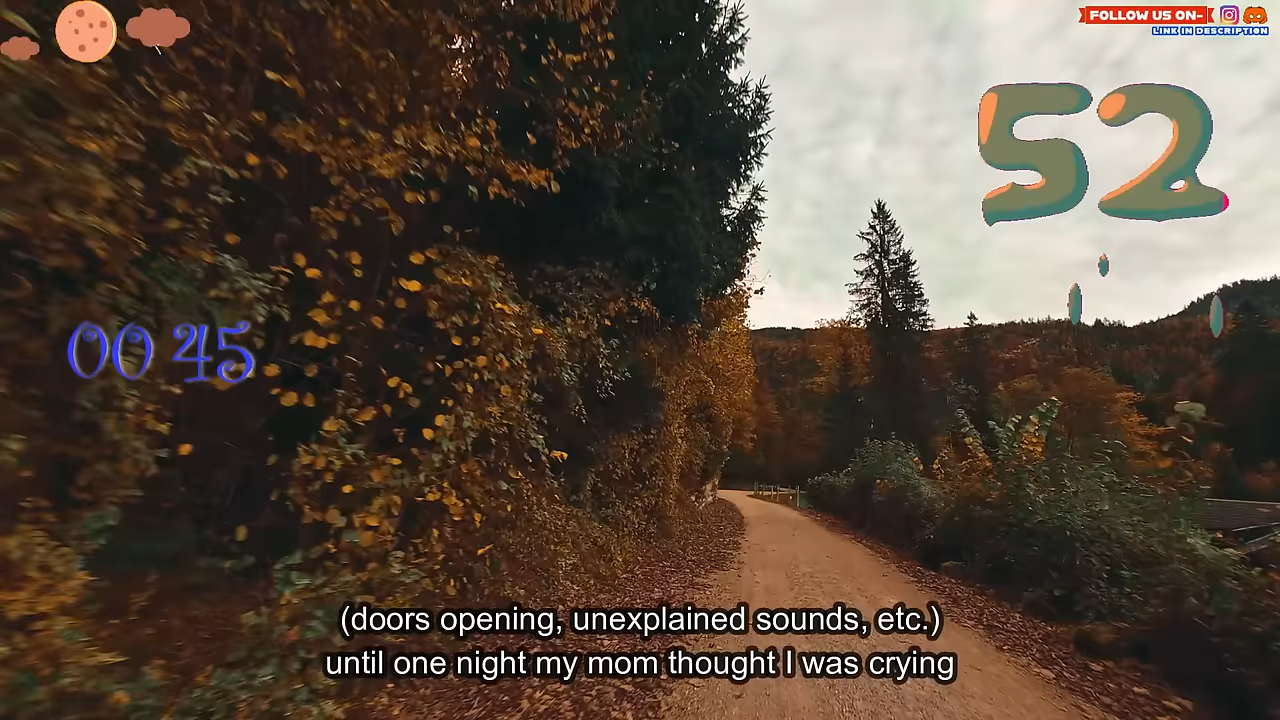 FOLLOW US ON-
LINK IN DESCRIPTION
52
00 45
(doors opening, unexplained sounds, etc.)
until one night my mom thought I was crying